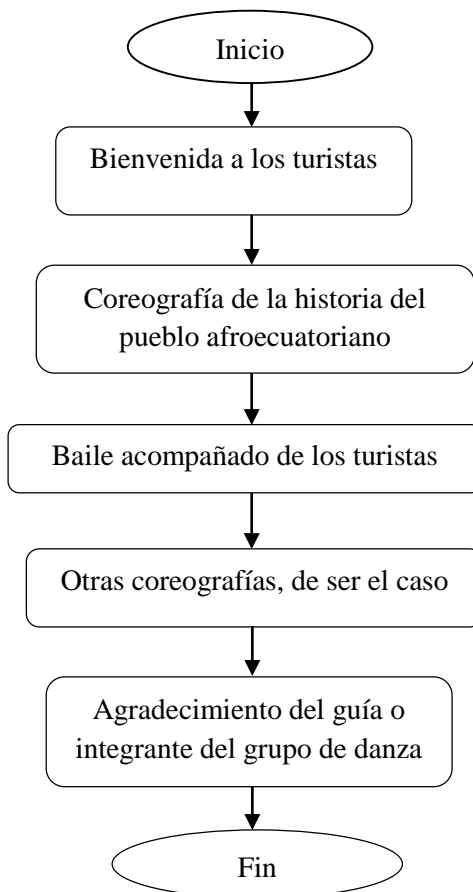 Inicio
Bienvenida a los turistas
Coreografía de la historia del
pueblo afroecuatoriano
Baile acompañado de los turistas
Otras coreografías, de ser el caso
Agradecimiento del guía o
integrante del grupo de danza
Fin